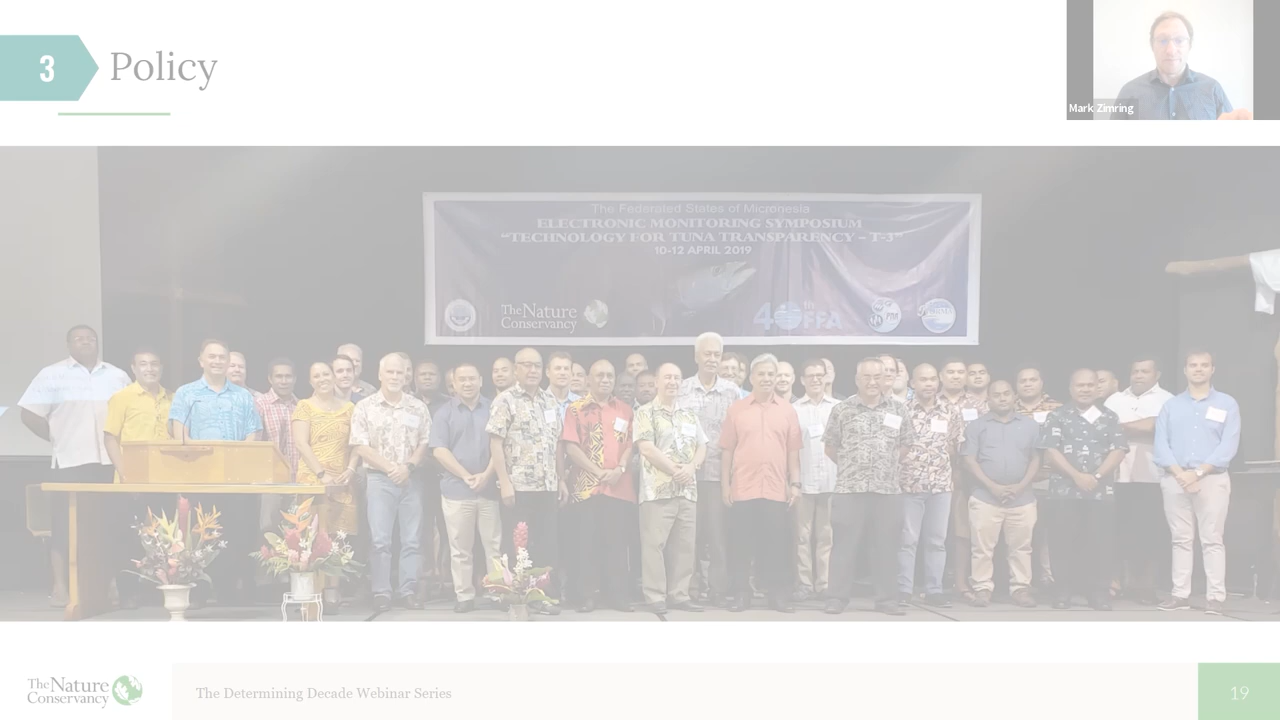 3 Policy
Mark Zimring
The Federated States of Micronesia
ELECTRONIC MONITORING SYMPOSIUM
"TECHNOLOGY FOR TUNA TRANSPARENCY – T-3"
10-12 APRIL 2019
The Nature
Conservancy
40th FFA
The Nature
Conservancy
The Determining Decade Webinar Series
19